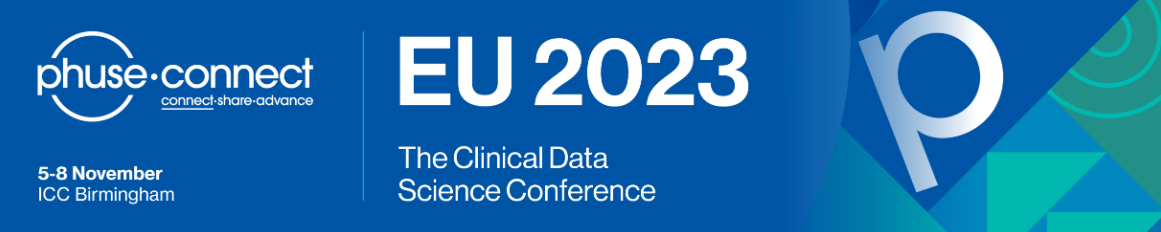 phuse·connect
connect·share·advance
5-8 November
ICC Birmingham
EU 2023
The Clinical Data
Science Conference
p